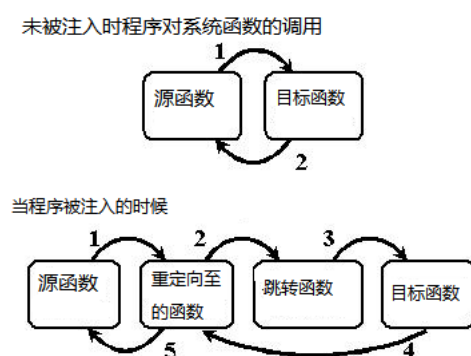 未被注入时程序对系统函数的调用
1
源函数
目标函数
2
当程序被注入的时候
1
2
3
源函数
重定向至
的函数
跳转函数
目标函数
5
4